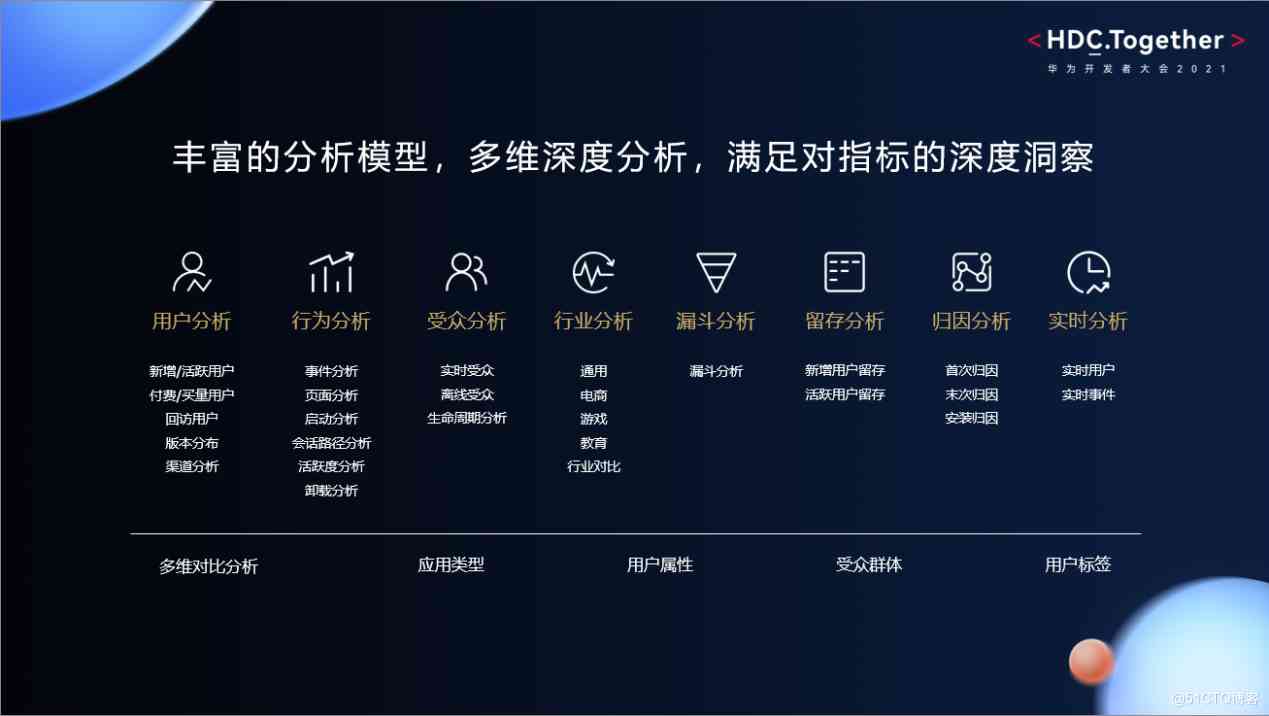 <HDC.Together>
华为开发者大会2021
丰富的分析模型，多维深度分析，满足对指标的深度洞察
用户分析
新增/活跃用户
付费/买量用户
回访用户
版本分布
渠道分析
行为分析
事件分析
页面分析
启动分析
会话路径分析
活跃度分析
卸载分析
受众分析
实时受众
离线受众
生命周期分析
行业分析
通用
电商
游戏
教育
行业对比
漏斗分析
漏斗分析
留存分析
新增用户留存
活跃用户留存
归因分析
首次归因
末次归因
安装归因
实时分析
实时用户
实时事件
多维对比分析 应用类型 用户属性 受众群体 用户标签
@51CTO博客